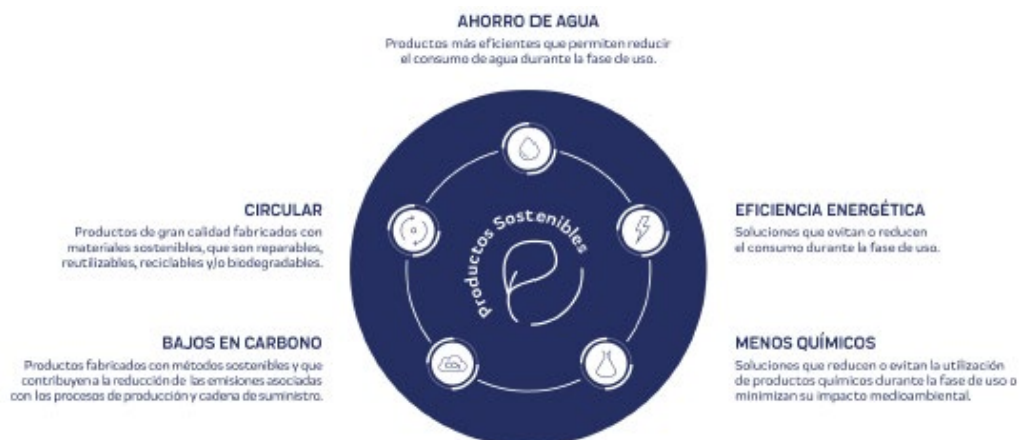 AHORRO DE AGUA
Productos más eficientes que permiten reducir
el consumo de agua durante la fase de uso.
CIRCULAR
Productos de gran calidad fabricados con
materiales sostenibles, que son reparables,
reutilizables, reciclables y/o biodegradables.
EFICIENCIA ENERGÉTICA
Soluciones que evitan o reducen
el consumo durante la fase de uso.
Productos Sostenibles
BAJOS EN CARBONO
Productos fabricados con métodos sostenibles y que
contribuyen a la reducción de las emisiones asociadas
con los procesos de producción y cadena de suministro.
CO₂
MENOS QUÍMICOS
Soluciones que reducen o evitan la utilización
de productos químicos durante la fase de uso o
minimizan su impacto medioambiental.